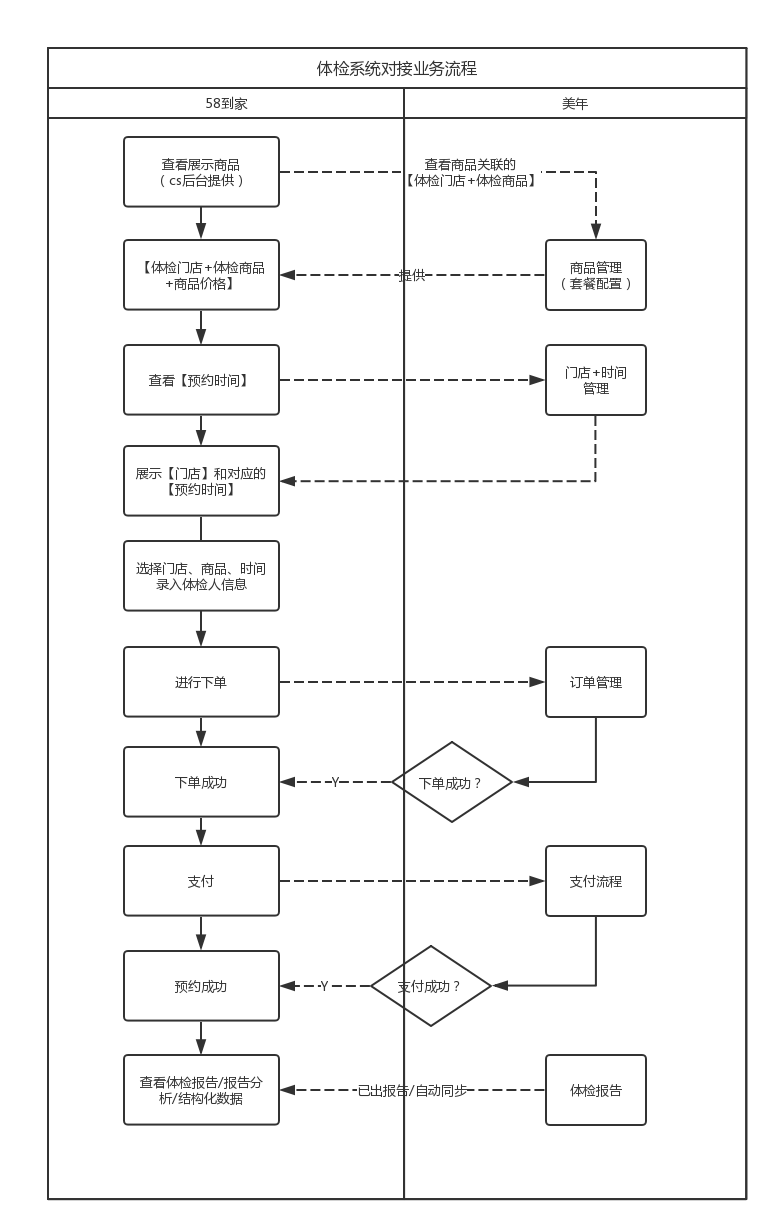 体检系统对接业务流程
58到家
美年
查看展示商品
（cs后台提供）
查看商品关联的
【体检门店+体检商品】
【体检门店+体检商品
+商品价格】
提供
商品管理
（套餐配置）
查看【预约时间】
门店+时间
管理
展示【门店】和对应的
【预约时间】
选择门店、商品、时间
录入体检人信息
进行下单
订单管理
下单成功
Y
下单成功？
支付
支付流程
预约成功
Y
支付成功？
查看体检报告/报告分
析/结构化数据
已出报告/自动同步
体检报告